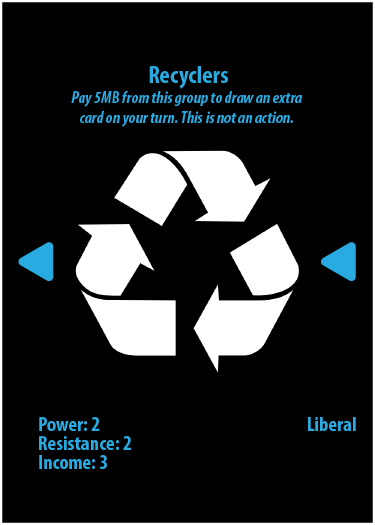 Recyclers
Pay 5MB from this group to draw an extra
card on your turn. This is not an action.
Power: 2
Liberal
Resistance: 2
Income: 3